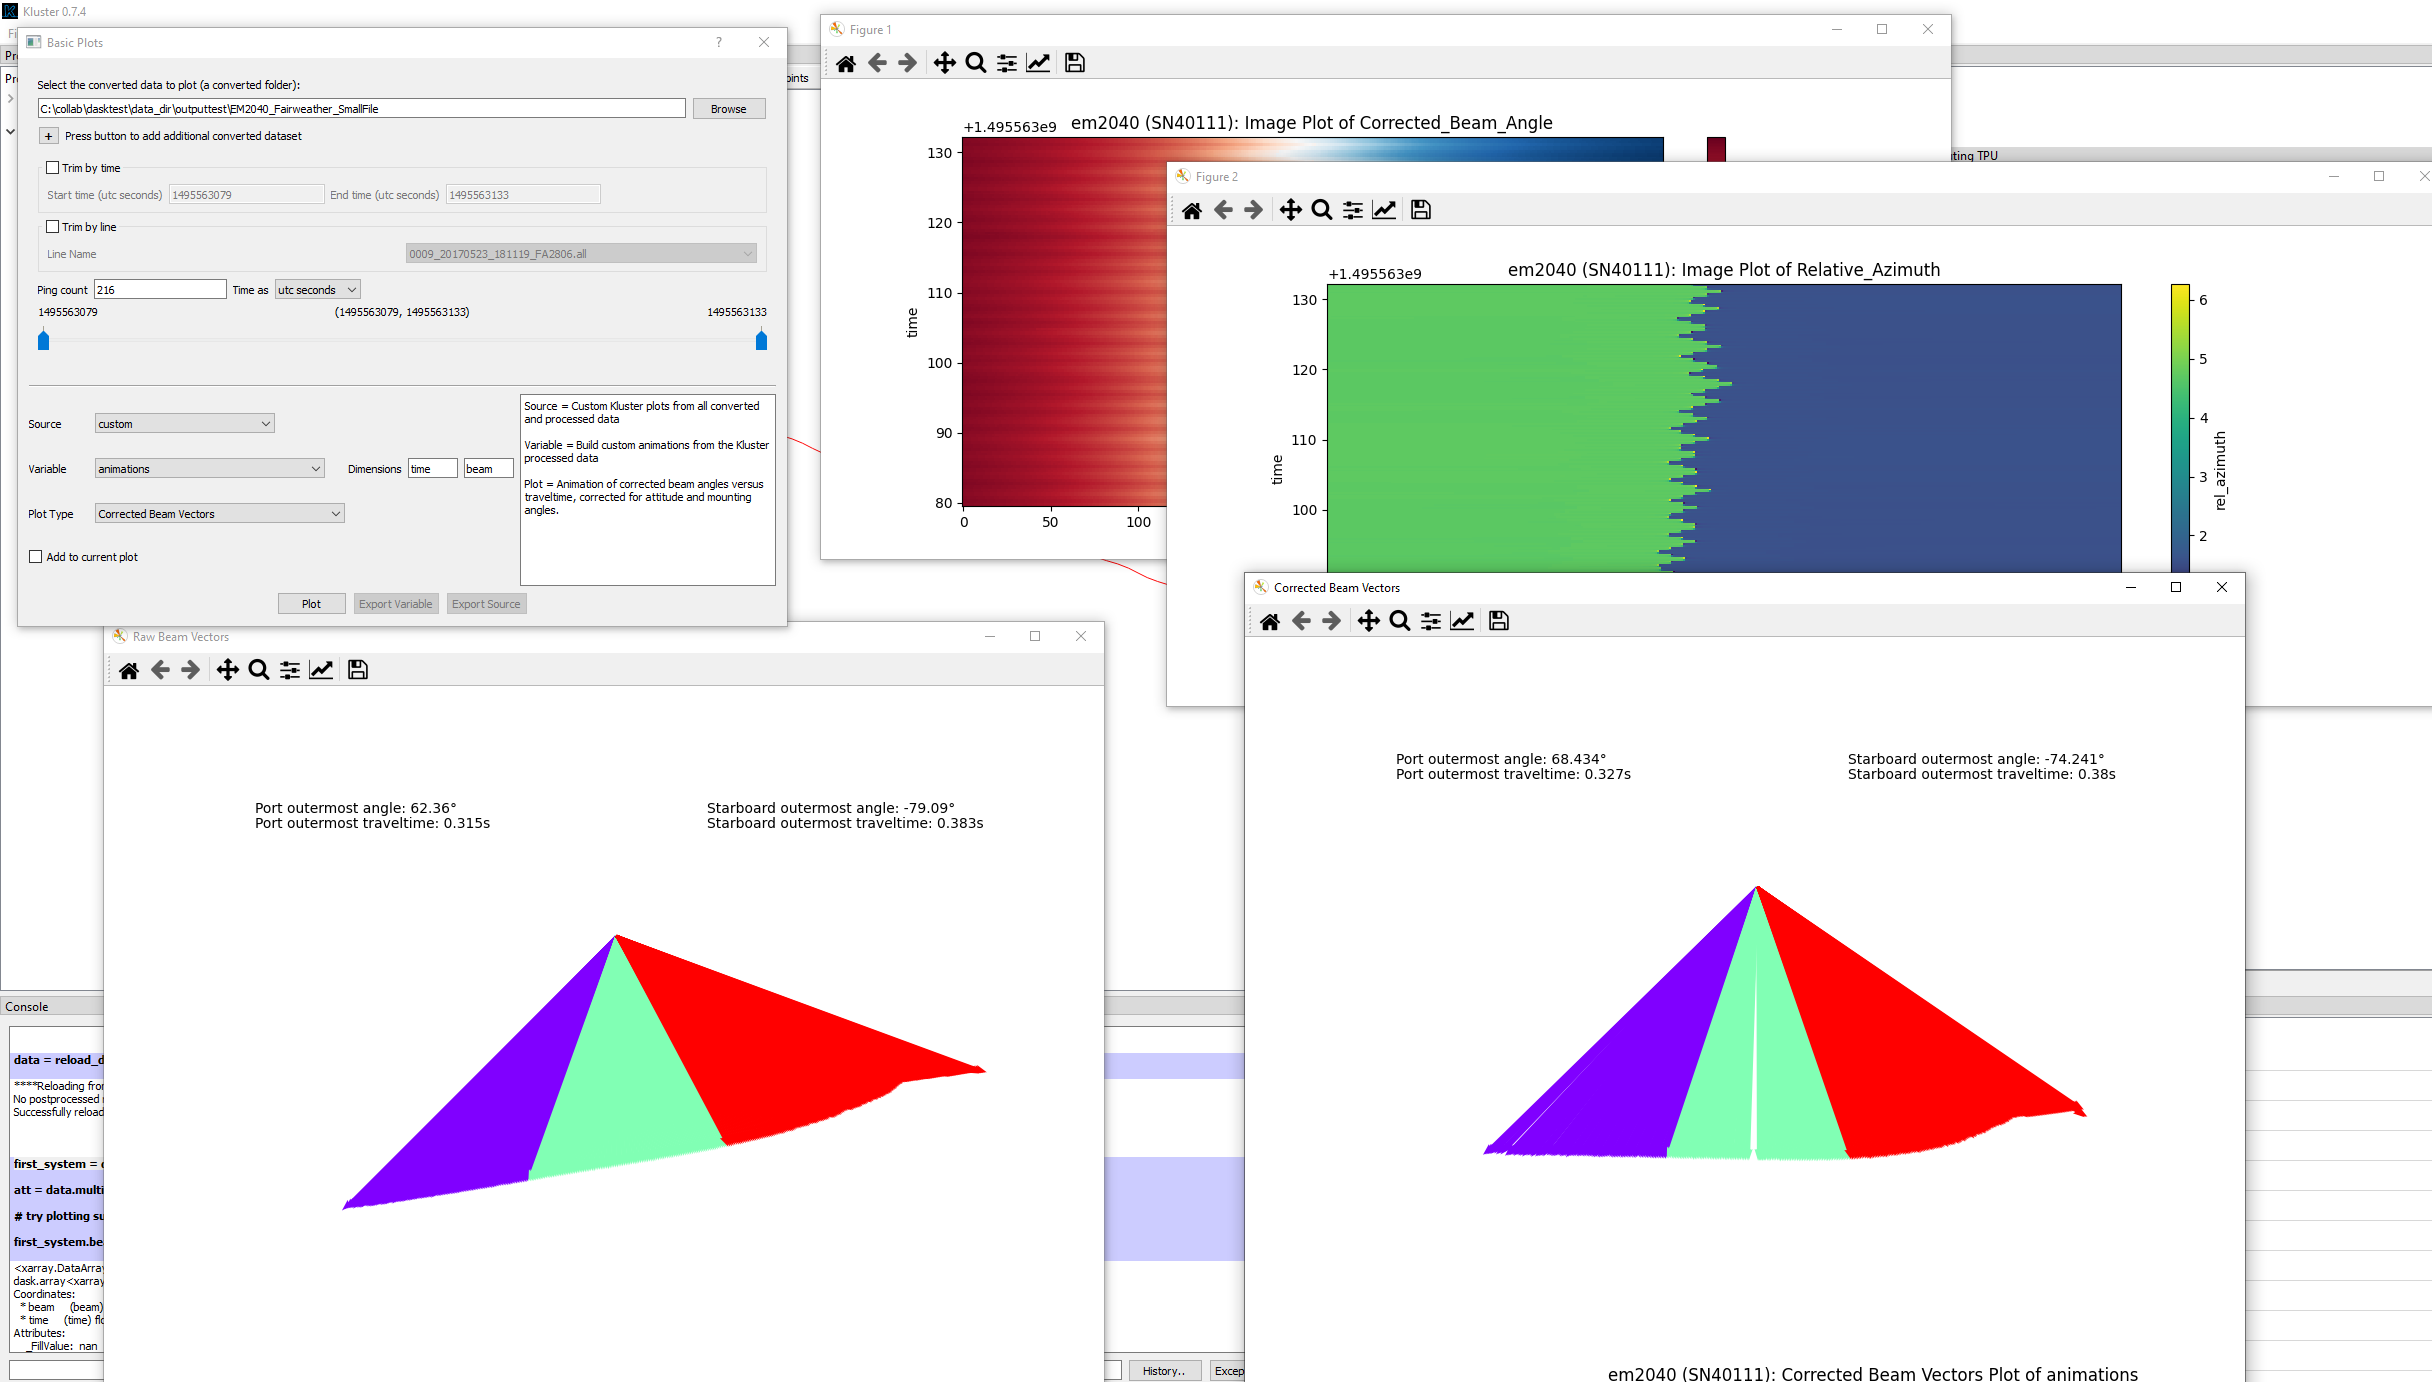 Kluster 0.7.4
Basic Plots
?
Select the converted data to plot (a converted folder):
C:\collab\dasktest\data_dir\outputtest\EM2040_Fairweather_SmallFile
Browse
+ Press button to add additional converted dataset
Trim by time
Start time (utc seconds) 1495563079 End time (utc seconds) 1495563133
Trim by line
Line Name 0009_20170523_181119_FA2806.all
Ping count 216 Time as utc seconds
1495563079 (1495563079, 1495563133) 1495563133
Source custom
Variable animations Dimensions time beam
Plot Type Corrected Beam Vectors
Add to current plot
Source = Custom Kluster plots from all converted
and processed data
Variable = Build custom animations from the Kluster
processed data
Plot = Animation of corrected beam angles versus
traveltime, corrected for attitude and mounting
angles.
Plot Export Variable Export Source
Figure 1
+1.495563e9 em2040 (SN40111): Image Plot of Corrected_Beam_Angle
130
120
110
100
90
80
time
0 50 100
ating TPU
Figure 2
+1.495563e9 em2040 (SN40111): Image Plot of Relative_Azimuth
130
120
110
100
time
6
5
4
3
2
rel_azimuth
Raw Beam Vectors
Port outermost angle: 62.36°
Port outermost traveltime: 0.315s
Starboard outermost angle: -79.09°
Starboard outermost traveltime: 0.383s
Corrected Beam Vectors
Port outermost angle: 68.434°
Port outermost traveltime: 0.327s
Starboard outermost angle: -74.241°
Starboard outermost traveltime: 0.38s
em2040 (SN40111): Corrected Beam Vectors Plot of animations
Console
data = reload_d
****Reloading from
No postprocessed
Successfully reload
first_system = d
att = data.multi
# try plotting su
first_system.be
<xarray.DataArray
dask.array<xarray
Coordinates:
* beam (beam)
* time (time) flo
Attributes:
_FillValue: nan
History..
Excep